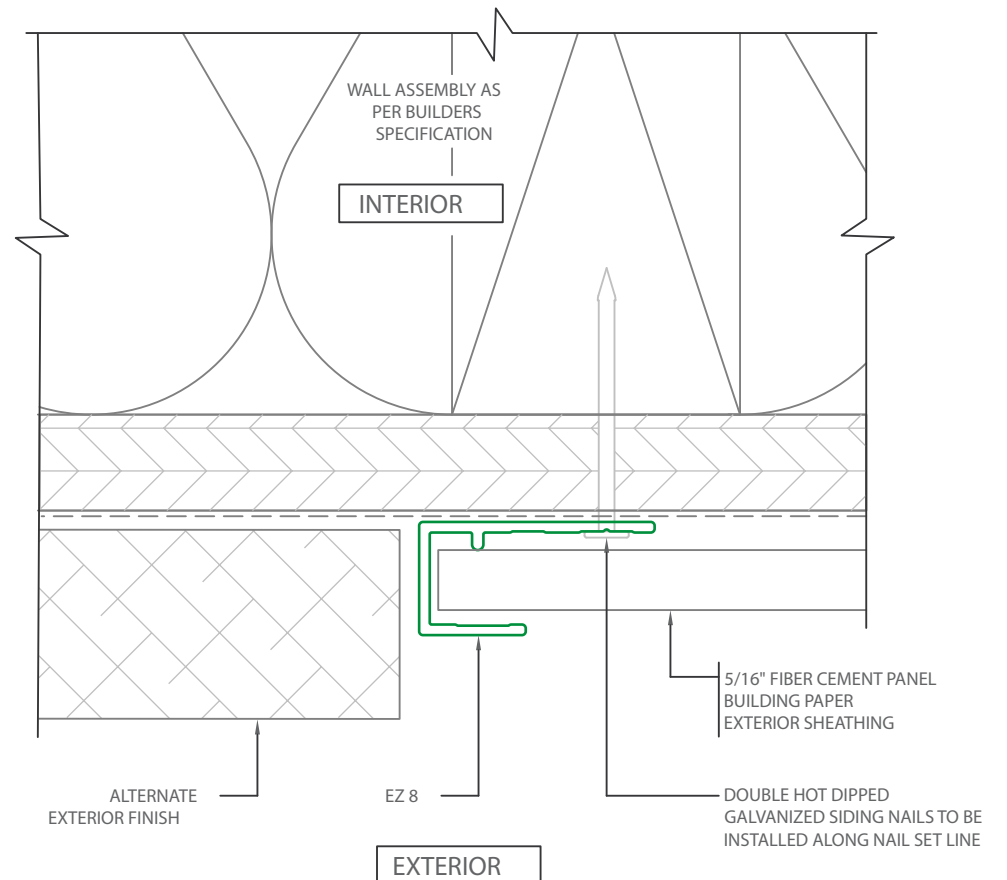 WALL ASSEMBLY AS
PER BUILDERS
SPECIFICATION
INTERIOR
5/16" FIBER CEMENT PANEL
BUILDING PAPER
EXTERIOR SHEATHING
ALTERNATE
EXTERIOR FINISH
EZ 8
DOUBLE HOT DIPPED
GALVANIZED SIDING NAILS TO BE
INSTALLED ALONG NAIL SET LINE
EXTERIOR